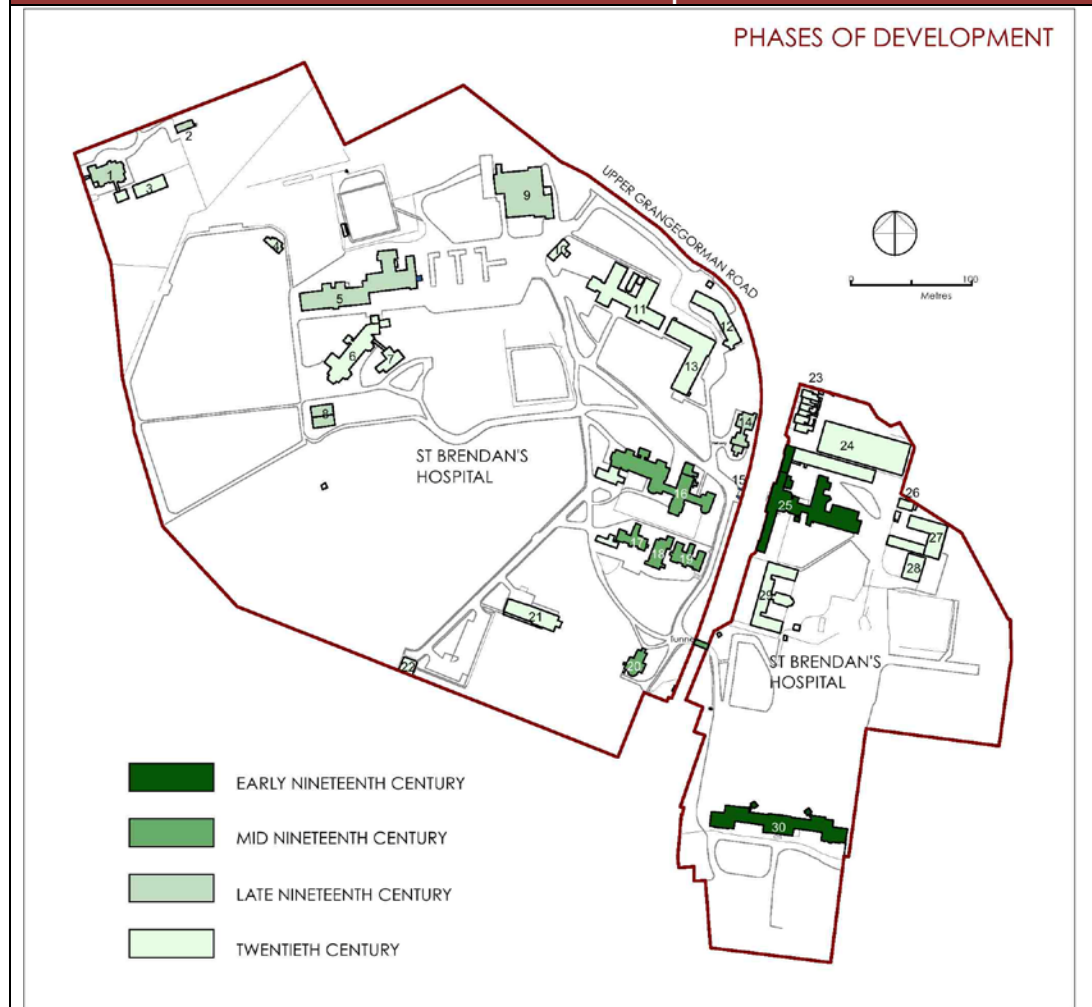 PHASES OF DEVELOPMENT
2
1
3
9
UPPER GRANGEGORMAN ROAD
0
100
Metres
5
11
12
6
7
13
23
8
14
24
ST BRENDAN'S
HOSPITAL
15
16
25
26
27
17
18
19
28
29
21
Tunnel
20
22
ST BRENDAN'S
HOSPITAL
30
EARLY NINETEENTH CENTURY
MID NINETEENTH CENTURY
LATE NINETEENTH CENTURY
TWENTIETH CENTURY